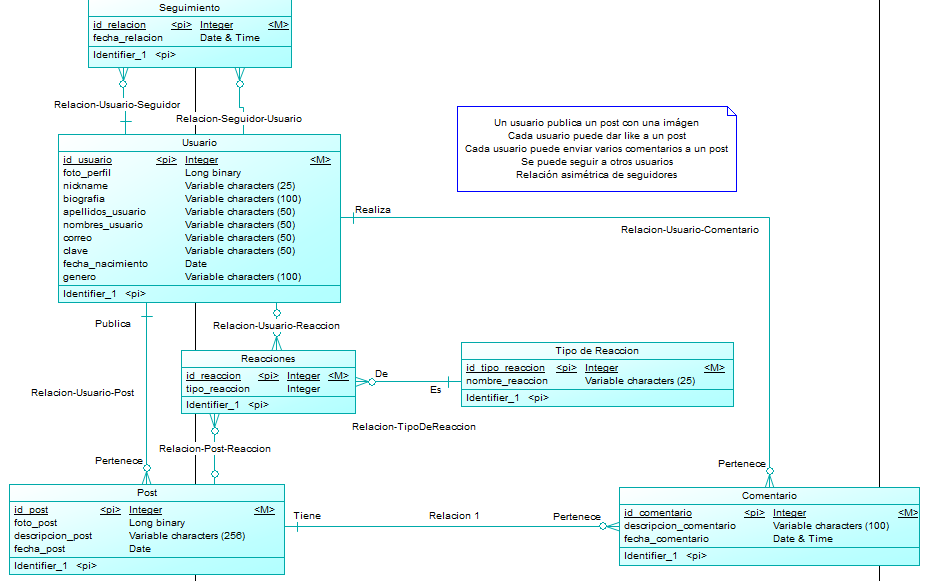 Seguimiento
id_relacion <pi> Integer <M>
fecha_relacion Date & Time
Identifier_1 <pi>
Relacion-Usuario-Seguidor
Relacion-Seguidor-Usuario
Un usuario publica un post con una imágen
Cada usuario puede dar like a un post
Cada usuario puede enviar varios comentarios a un post
Se puede seguir a otros usuarios
Relación asimétrica de seguidores
Usuario
id_usuario <pi> Integer <M>
foto_perfil Long binary
nickname Variable characters (25)
biografia Variable characters (100)
apellidos_usuario Variable characters (50)
nombres_usuario Variable characters (50)
correo Variable characters (50)
clave Variable characters (50)
fecha_nacimiento Date
genero Variable characters (100)
Identifier_1 <pi>
Realiza
Relacion-Usuario-Comentario
Publica
Relacion-Usuario-Reaccion
Reacciones
id_reaccion <pi> Integer <M>
tipo_reaccion Integer
Identifier_1 <pi>
De
Es
Tipo de Reaccion
id_tipo_reaccion <pi> Integer <M>
nombre_reaccion Variable characters (25)
Identifier_1 <pi>
Relacion-Usuario-Post
Relacion-TipoDeReaccion
Relacion-Post-Reaccion
Pertenece
Pertenece
Post
id_post <pi> Integer <M>
foto_post Long binary
descripcion_post Variable characters (256)
fecha_post Date
Identifier_1 <pi>
Tiene
Relacion 1
Pertenece
Comentario
id_comentario <pi> Integer <M>
descripcion_comentario Variable characters (100)
fecha_comentario Date & Time
Identifier_1 <pi>